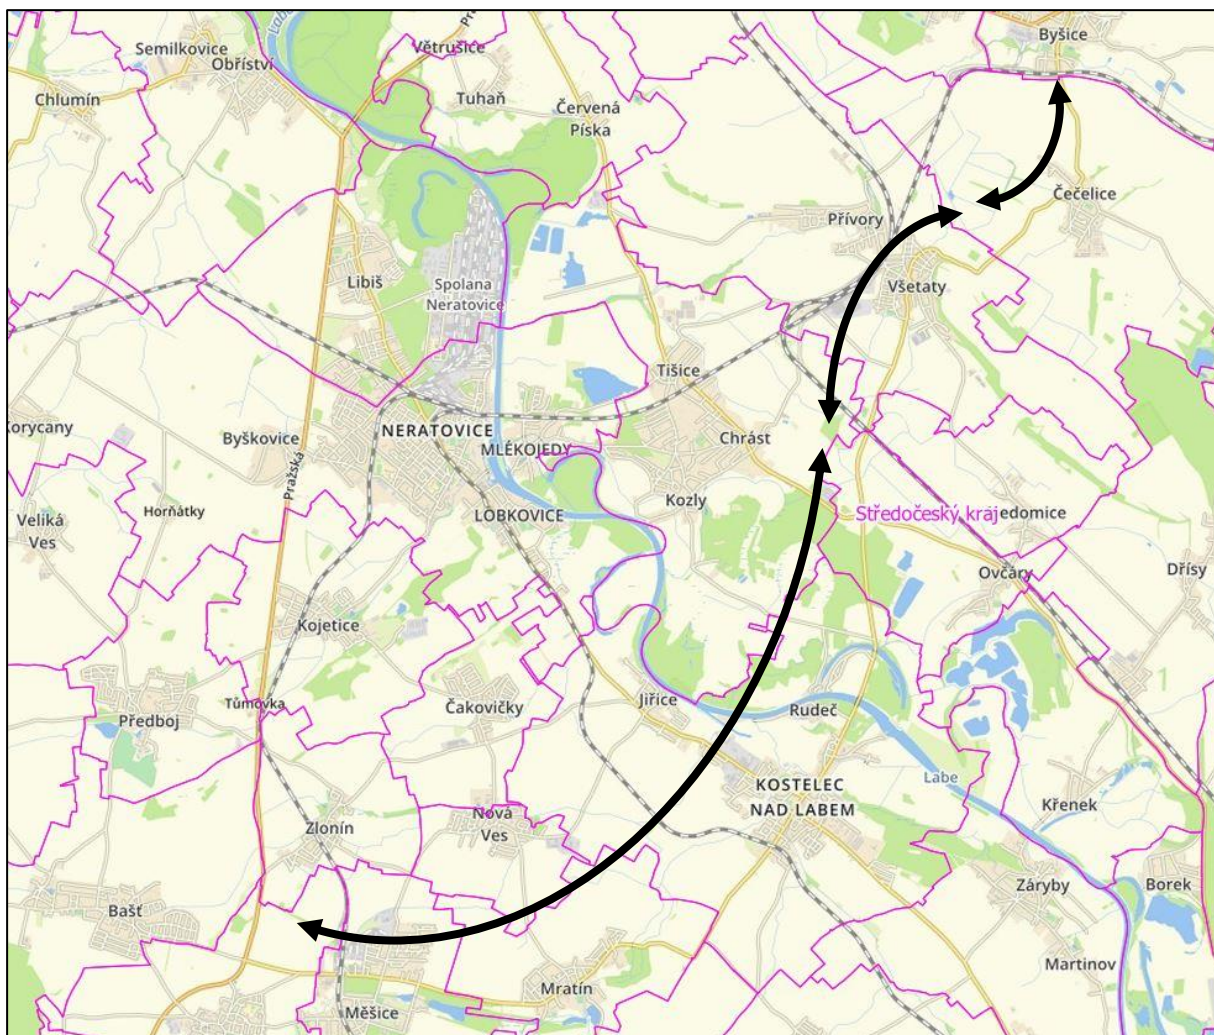 Byšice
Větrušice
Semilkovice
Obříství
Chlumín
Tuhaň
Červená
Píska
Čečelice
Přívory
Libiš
Spolana
Neratovice
Všetaty
Tišice
Korycany
Byškovice
NERATOVICE
MLÉKOJEDY
Chrást
Pražská
Kozly
Horňátky
Veliká
Ves
LOBKOVICE
Středočeský kraj
edomice
Ovčáry
Dřísy
Kojetice
1
Tůmovka
Čakovičky
Jiřice
Rudeč
Předboj
Labe
KOSTELEC
NAD LABEM
Křenek
Nová
Ves
Zlonín
Záryby
Borek
Bašť
Martinov
Mratín
Měšice